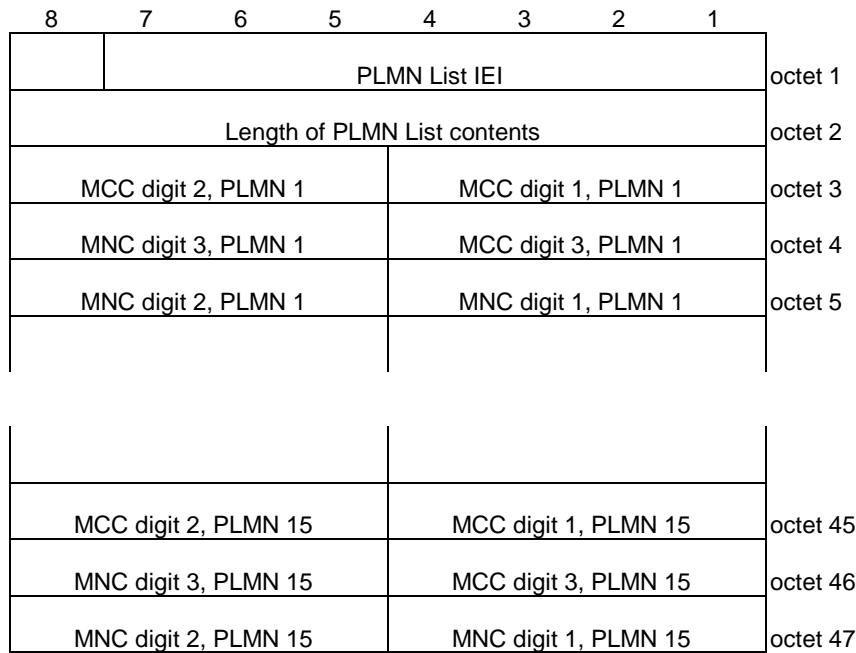 8 7 6 5 4 3 2 1
PLMN List IEI octet 1
Length of PLMN List contents octet 2
MCC digit 2, PLMN 1 MCC digit 1, PLMN 1 octet 3
MNC digit 3, PLMN 1 MCC digit 3, PLMN 1 octet 4
MNC digit 2, PLMN 1 MNC digit 1, PLMN 1 octet 5
MCC digit 2, PLMN 15 MCC digit 1, PLMN 15 octet 45
MNC digit 3, PLMN 15 MCC digit 3, PLMN 15 octet 46
MNC digit 2, PLMN 15 MNC digit 1, PLMN 15 octet 47